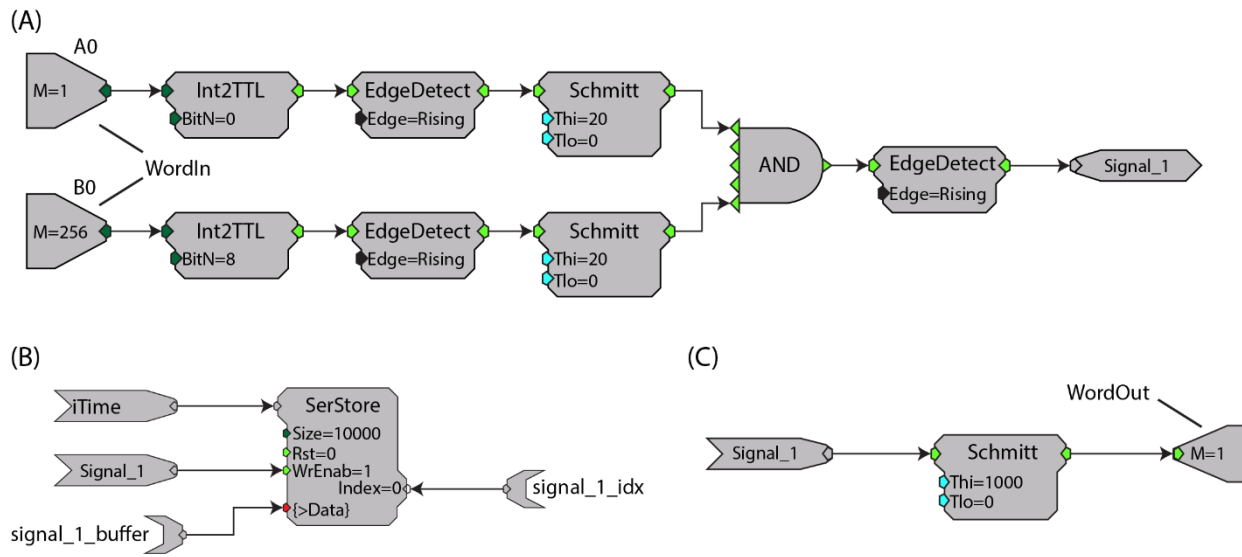 (A)
A0
M=1
Int2TTL
BitN=0
EdgeDetect
Edge=Rising
Schmitt
Thi=20
Tlo=0
WordIn
AND
EdgeDetect
Edge=Rising
Signal_1
B0
M=256
Int2TTL
BitN=8
EdgeDetect
Edge=Rising
Schmitt
Thi=20
Tlo=0
(B)
iTime
SerStore
Size=10000
Rst=0
Signal_1
WrEnab=1
Index=0
signal_1_idx
signal_1_buffer
{>Data}
(C)
WordOut
Signal_1
Schmitt
Thi=1000
Tlo=0
M=1